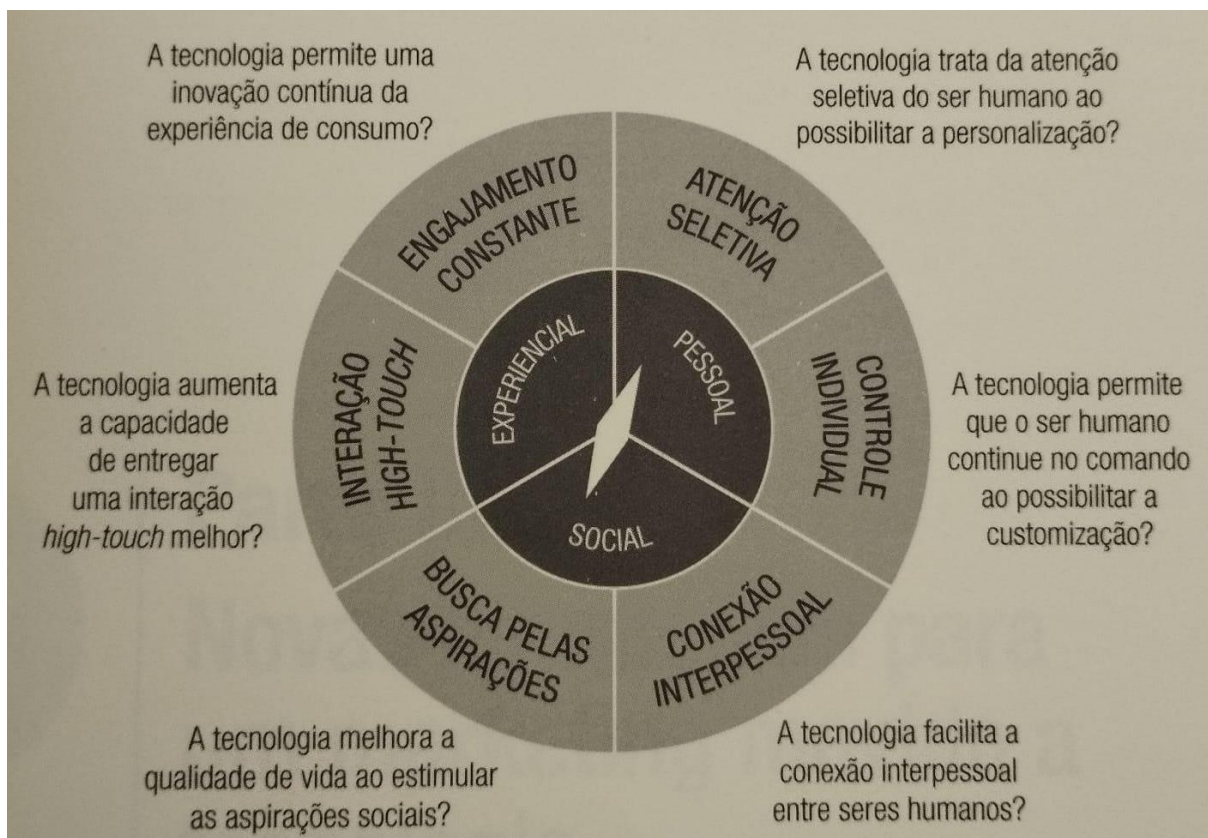 A tecnologia permite uma
inovação contínua da
experiência de consumo?
A tecnologia trata da atenção
seletiva do ser humano ao
possibilitar a personalização?
ENGAJAMENTO
CONSTANTE
ATENÇÃO
SELETIVA
A tecnologia aumenta
a capacidade
de entregar
uma interação
high-touch melhor?
INTERAÇÃO
HIGH-TOUCH
EXPERIENCIAL
PESSOAL
SOCIAL
CONTROLE
INDIVIDUAL
A tecnologia permite
que o ser humano
continue no comando
ao possibilitar a
customização?
BUSCA PELAS
ASPIRAÇÕES
CONEXÃO
INTERPESSOAL
A tecnologia melhora a
qualidade de vida ao estimular
as aspirações sociais?
A tecnologia facilita a
conexão interpessoal
entre seres humanos?